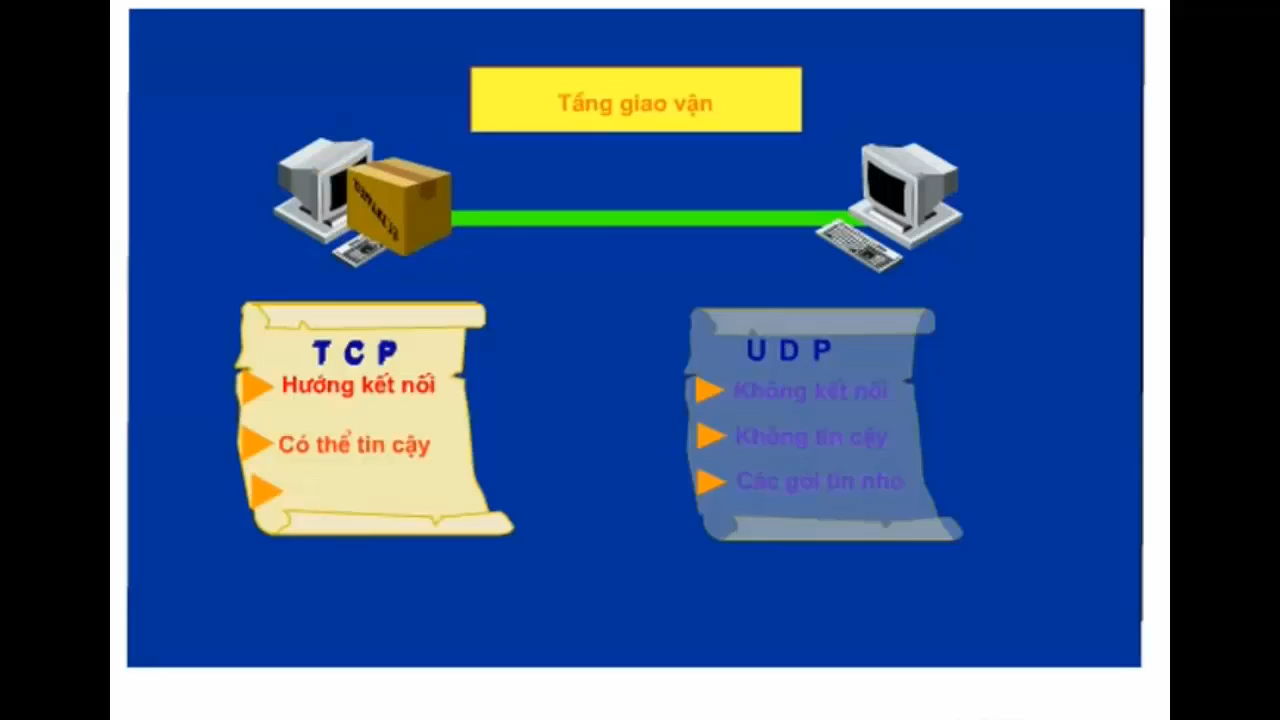 Tầng giao vận
T C P
Hướng kết nối
Có thể tin cậy
U D P
Không kết nối
Không tin cậy
Các gói tin nhỏ